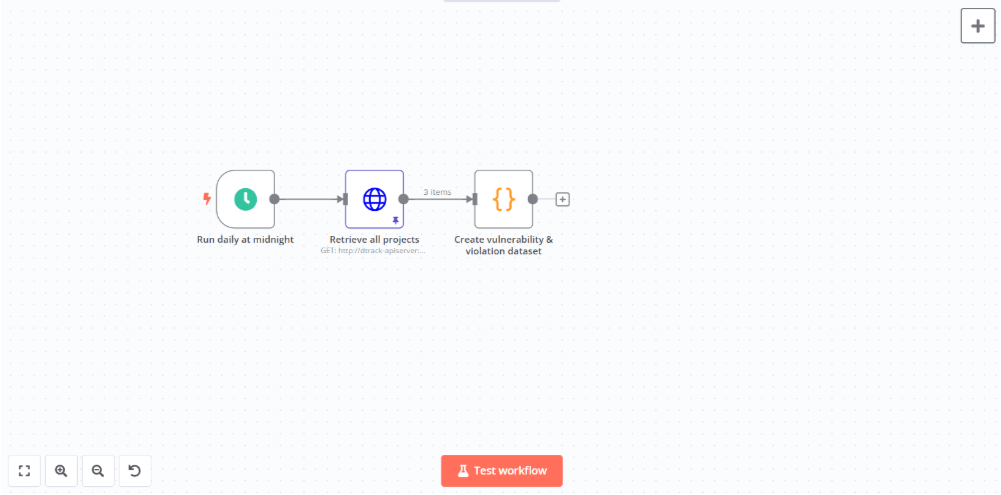 3 items
Run daily at midnight
Retrieve all projects
GET: http://dtrack-apiserver:...
Create vulnerability &
violation dataset
Test workflow